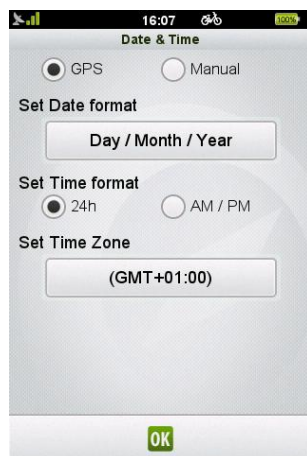 16:07 100%
Date & Time
GPS Manual
Set Date format
Day / Month / Year
Set Time format
24h AM / PM
Set Time Zone
(GMT+01:00)
OK